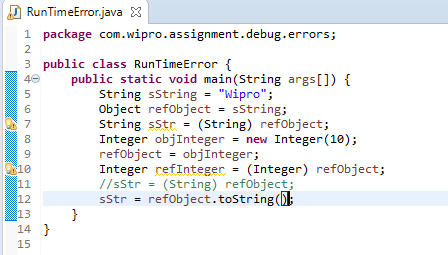 RunTimeError.java
1 package com.wipro.assignment.debug.errors;
2
3 public class RunTimeError {
4 public static void main(String args[]) {
5 String sString = "Wipro";
6 Object refObject = sString;
7 String sStr = (String) refObject;
8 Integer objInteger = new Integer(10);
9 refObject = objInteger;
10 Integer refInteger = (Integer) refObject;
11 //sStr = (String) refObject;
12 sStr = refObject.toString();
13 }
14 }
15